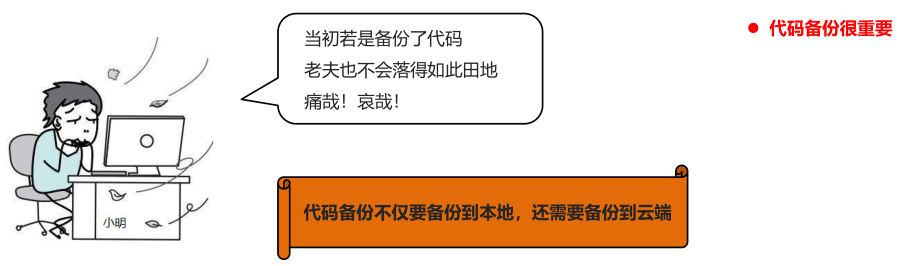 当初若是备份了代码
老夫也不会落得如此田地
痛哉！哀哉！
● 代码备份很重要
小明
代码备份不仅要备份到本地，还需要备份到云端